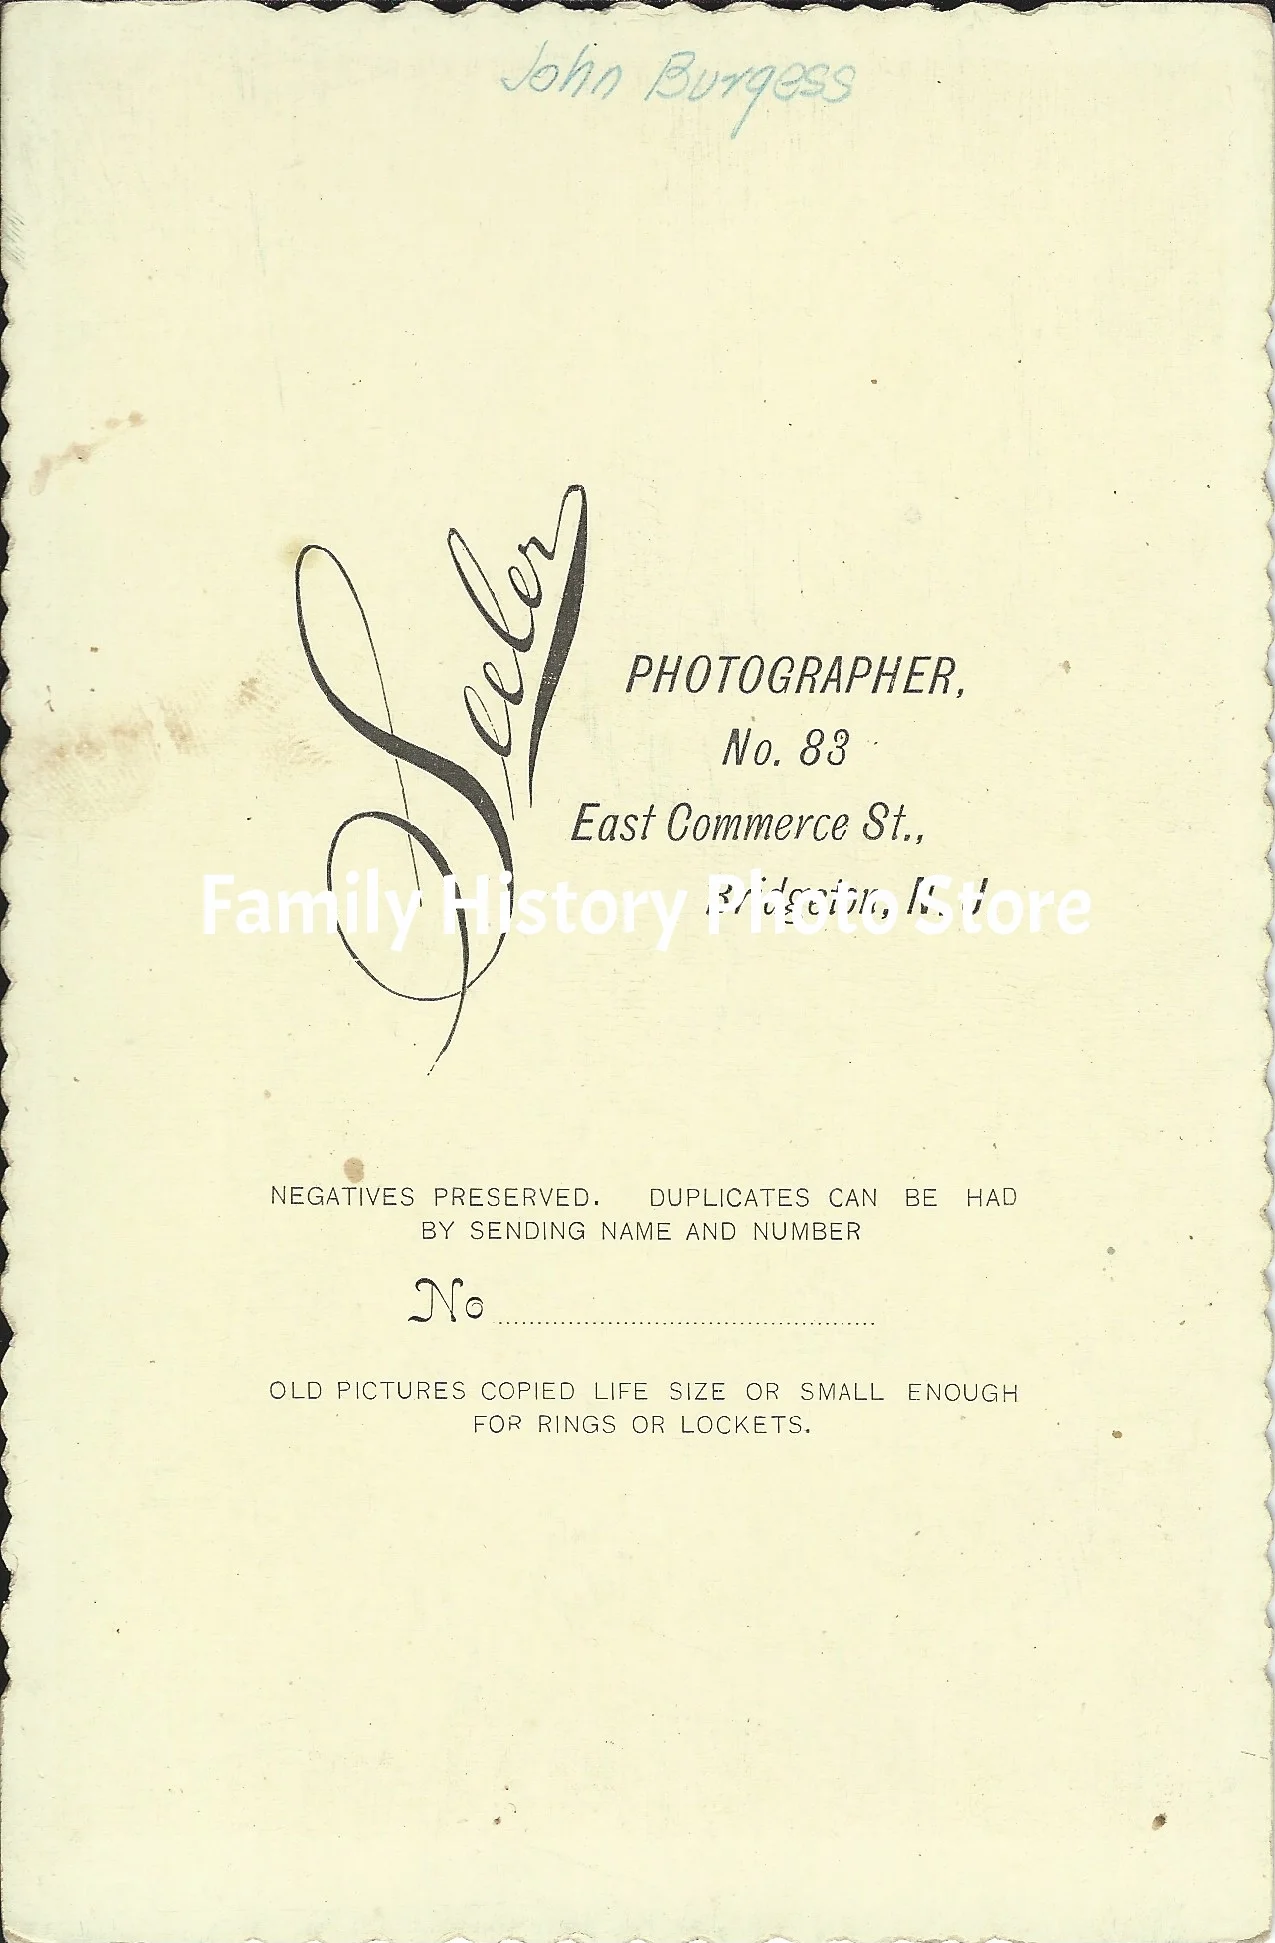 John Burgess
Seeler
PHOTOGRAPHER,
No. 83
East Commerce St.,
Bridgeton, N. J
Family History Photo Store
NEGATIVES PRESERVED. DUPLICATES CAN BE HAD
BY SENDING NAME AND NUMBER
No
OLD PICTURES COPIED LIFE SIZE OR SMALL ENOUGH
FOR RINGS OR LOCKETS.